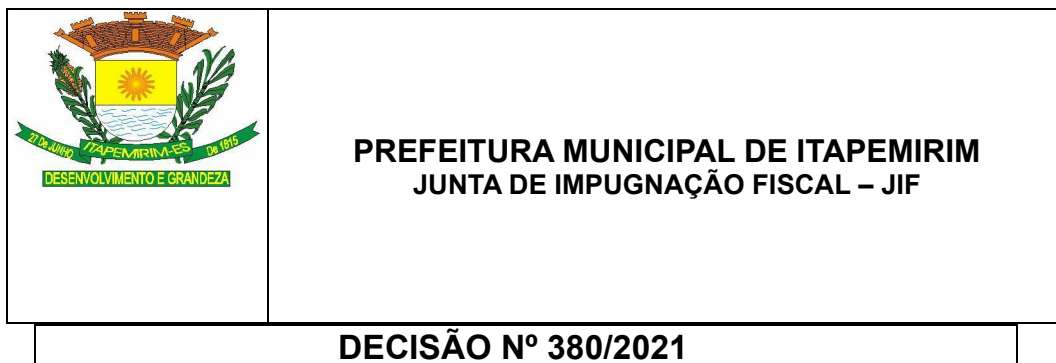 27 De JUNHO ITAPEMIRIM-ES De 1815
DESENVOLVIMENTO E GRANDEZA
PREFEITURA MUNICIPAL DE ITAPEMIRIM
JUNTA DE IMPUGNAÇÃO FISCAL – JIF
DECISÃO Nº 380/2021